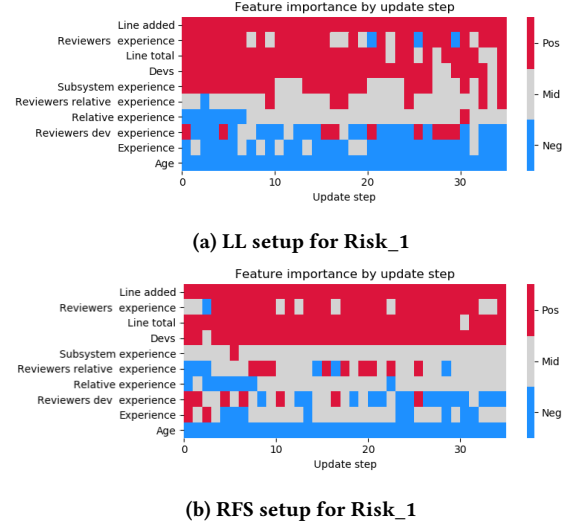 Feature importance by update step
Line added
Reviewers experience
Line total
Devs
Subsystem experience
Reviewers relative experience
Relative experience
Reviewers dev experience
Experience
Age
Pos
Mid
Neg
0 10 20 30
Update step
(a) LL setup for Risk_1
Feature importance by update step
Line added
Reviewers experience
Line total
Devs
Subsystem experience
Reviewers relative experience
Relative experience
Reviewers dev experience
Experience
Age
Pos
Mid
Neg
0 10 20 30
Update step
(b) RFS setup for Risk_1